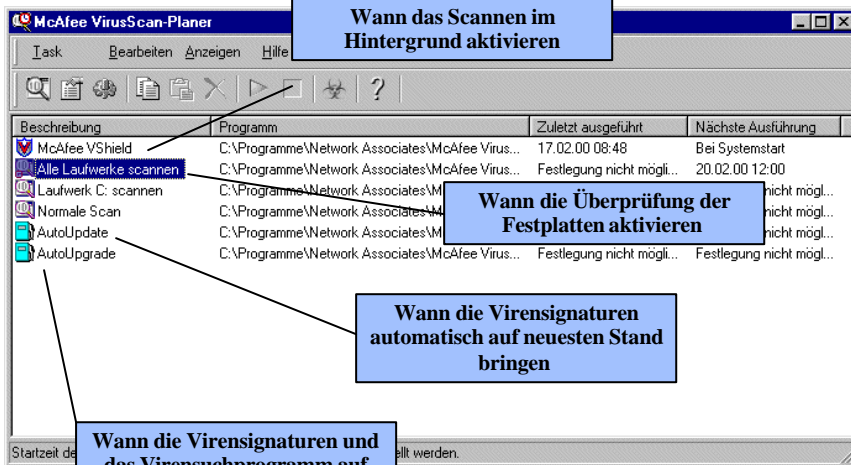 McAfee VirusScan-Planer
Wann das Scannen im
Hintergrund aktivieren
Task Bearbeiten Anzeigen Hilfe
Beschreibung Programm Zuletzt ausgeführt Nächste Ausführung
McAfee VShield C:\Programme\Network Associates\McAfee Virus... 17.02.00 08:48 Bei Systemstart
Alle Laufwerke scannen C:\Programme\Network Associates\McAfee Virus... Festlegung nicht mögli... 20.02.00 12:00
Laufwerk C: scannen C:\Programme\Network Associates\M nicht mögl...
Normale Scan C:\Programme\Network Associates\M nicht mögl...
Wann die Überprüfung der
Festplatten aktivieren
AutoUpdate C:\Programme\Network Associates\M nicht mögl...
AutoUpgrade C:\Programme\Network Associates\McAfee Virus... Festlegung nicht mögli... Festlegung nicht mögl...
Wann die Virensignaturen
automatisch auf neuesten Stand
bringen
Wann die Virensignaturen und
das Virensuchprogramm auf
Startzeit de ellt werden.